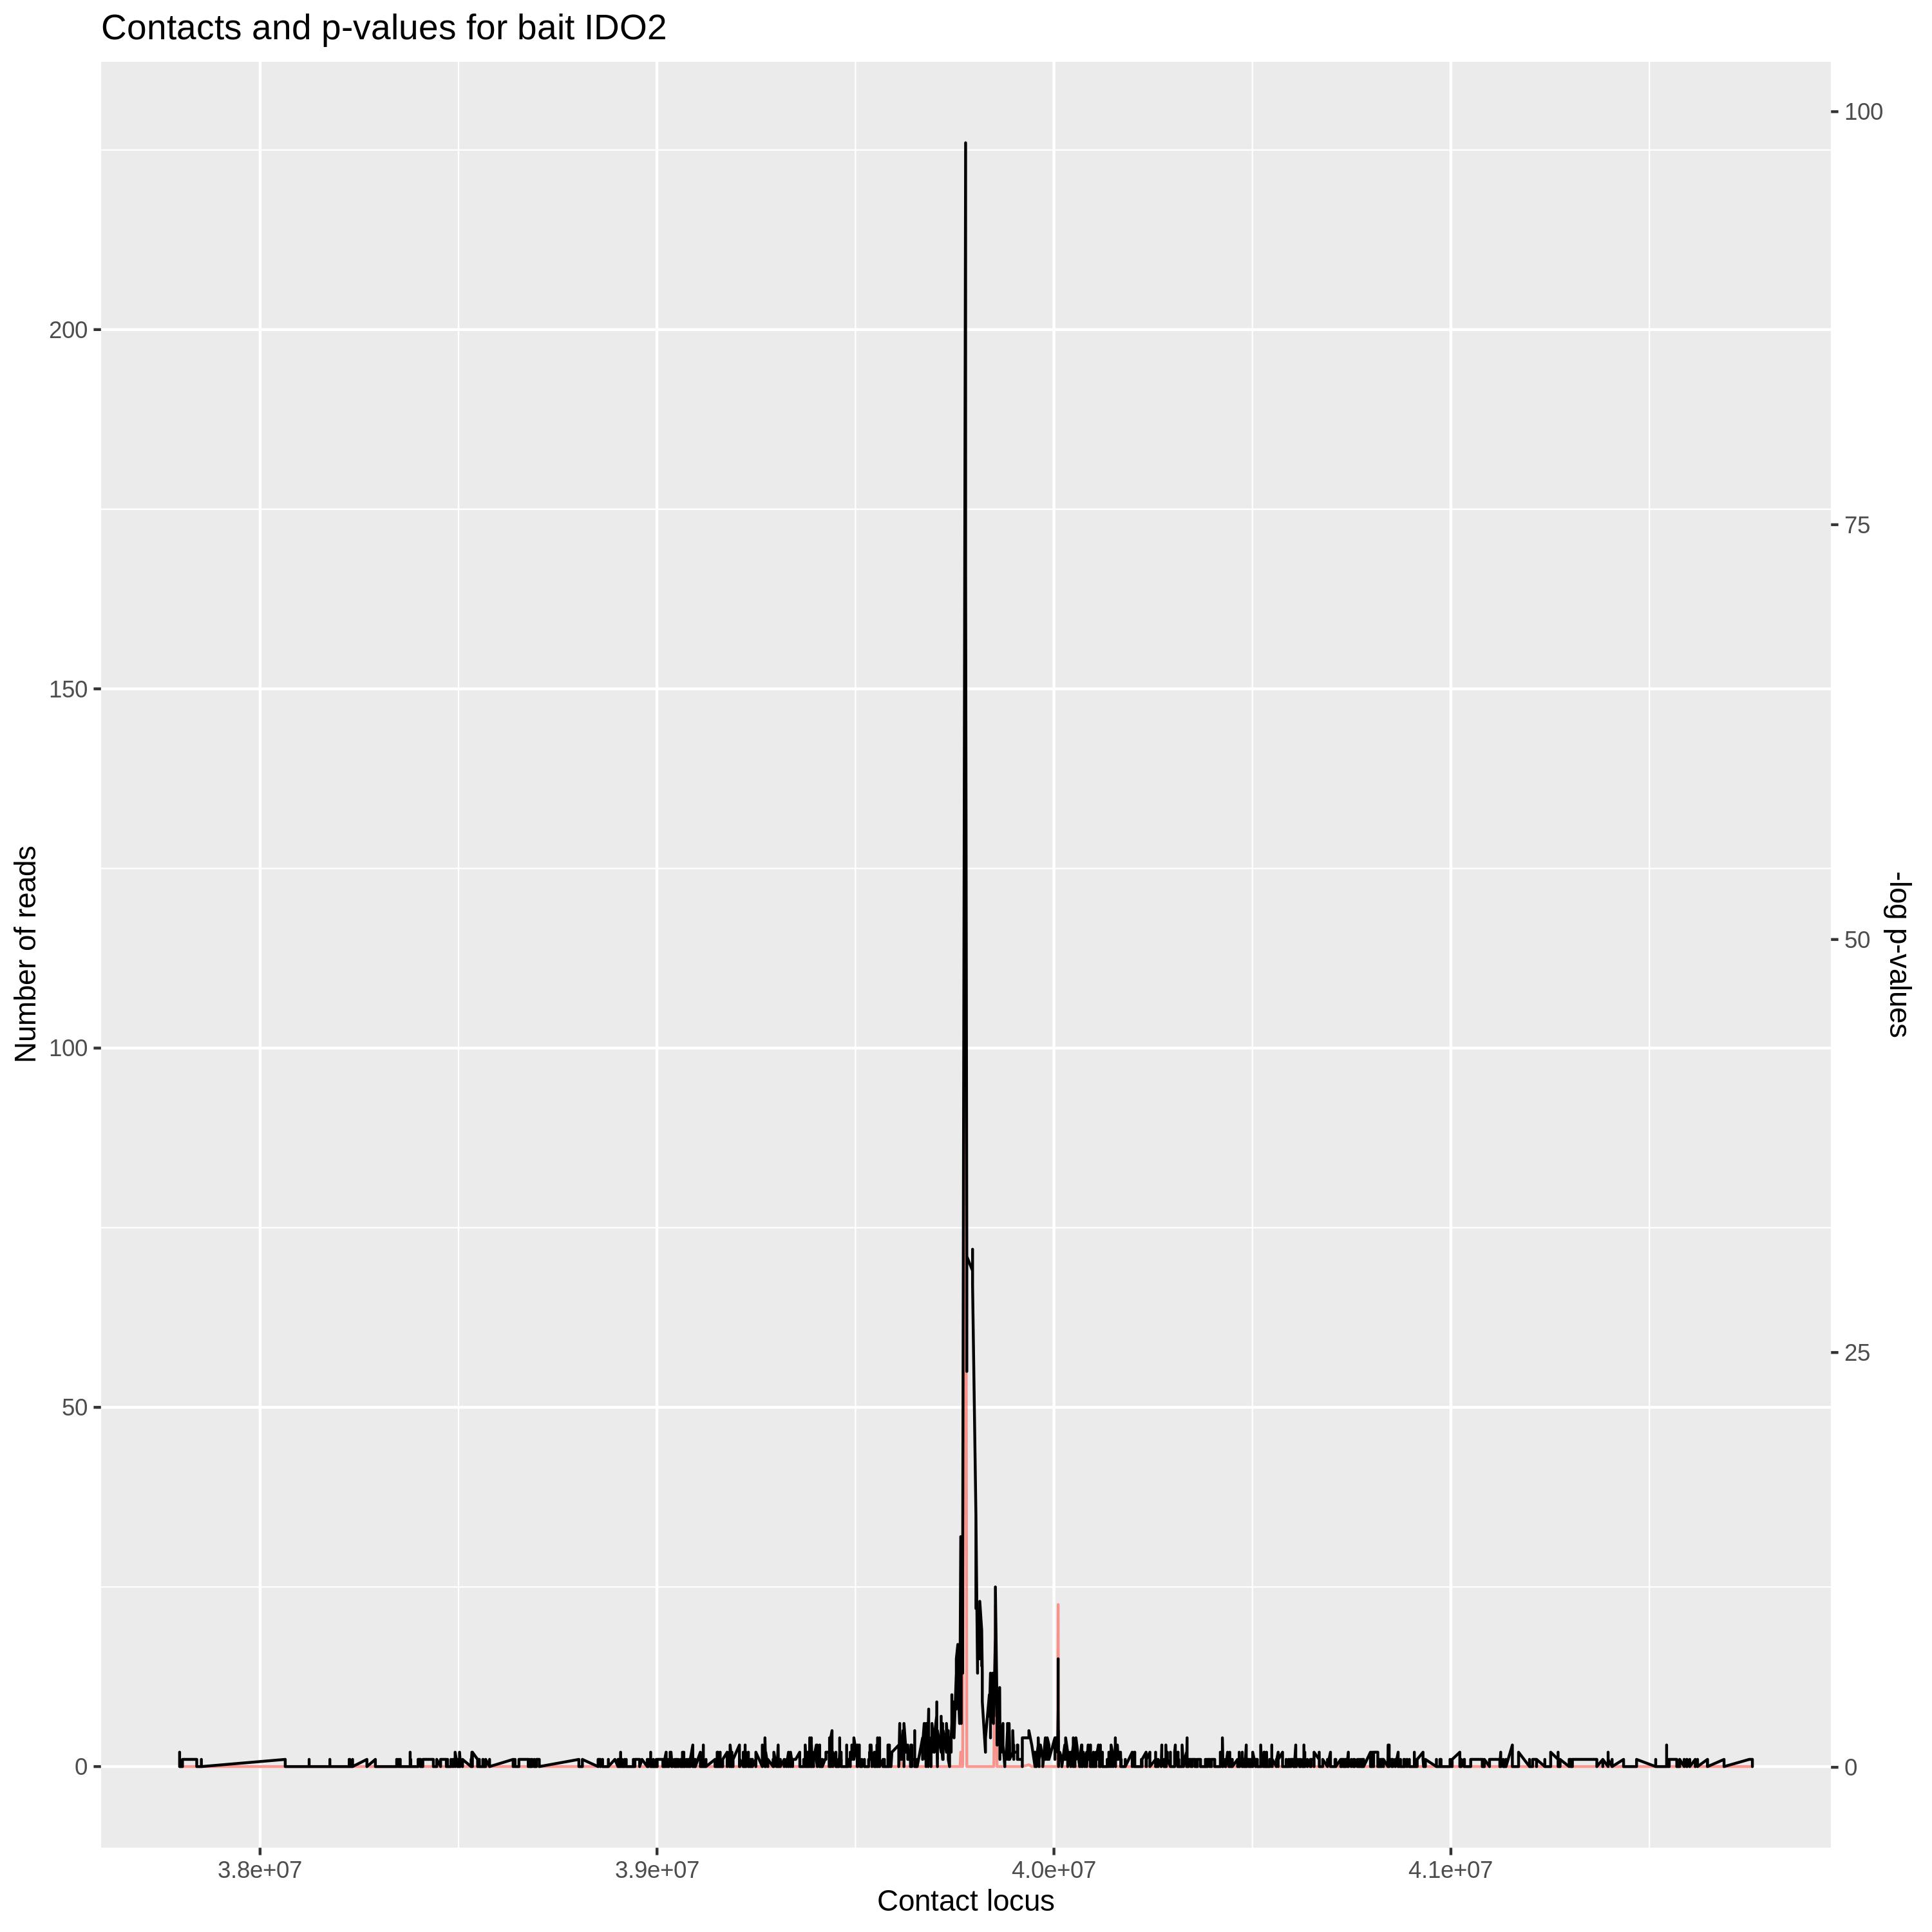 Contacts and p-values for bait IDO2
Number of reads
200
150
100
50
0
100
75
50
25
0
-log p-values
3.8e+07
3.9e+07
4.0e+07
4.1e+07
Contact locus